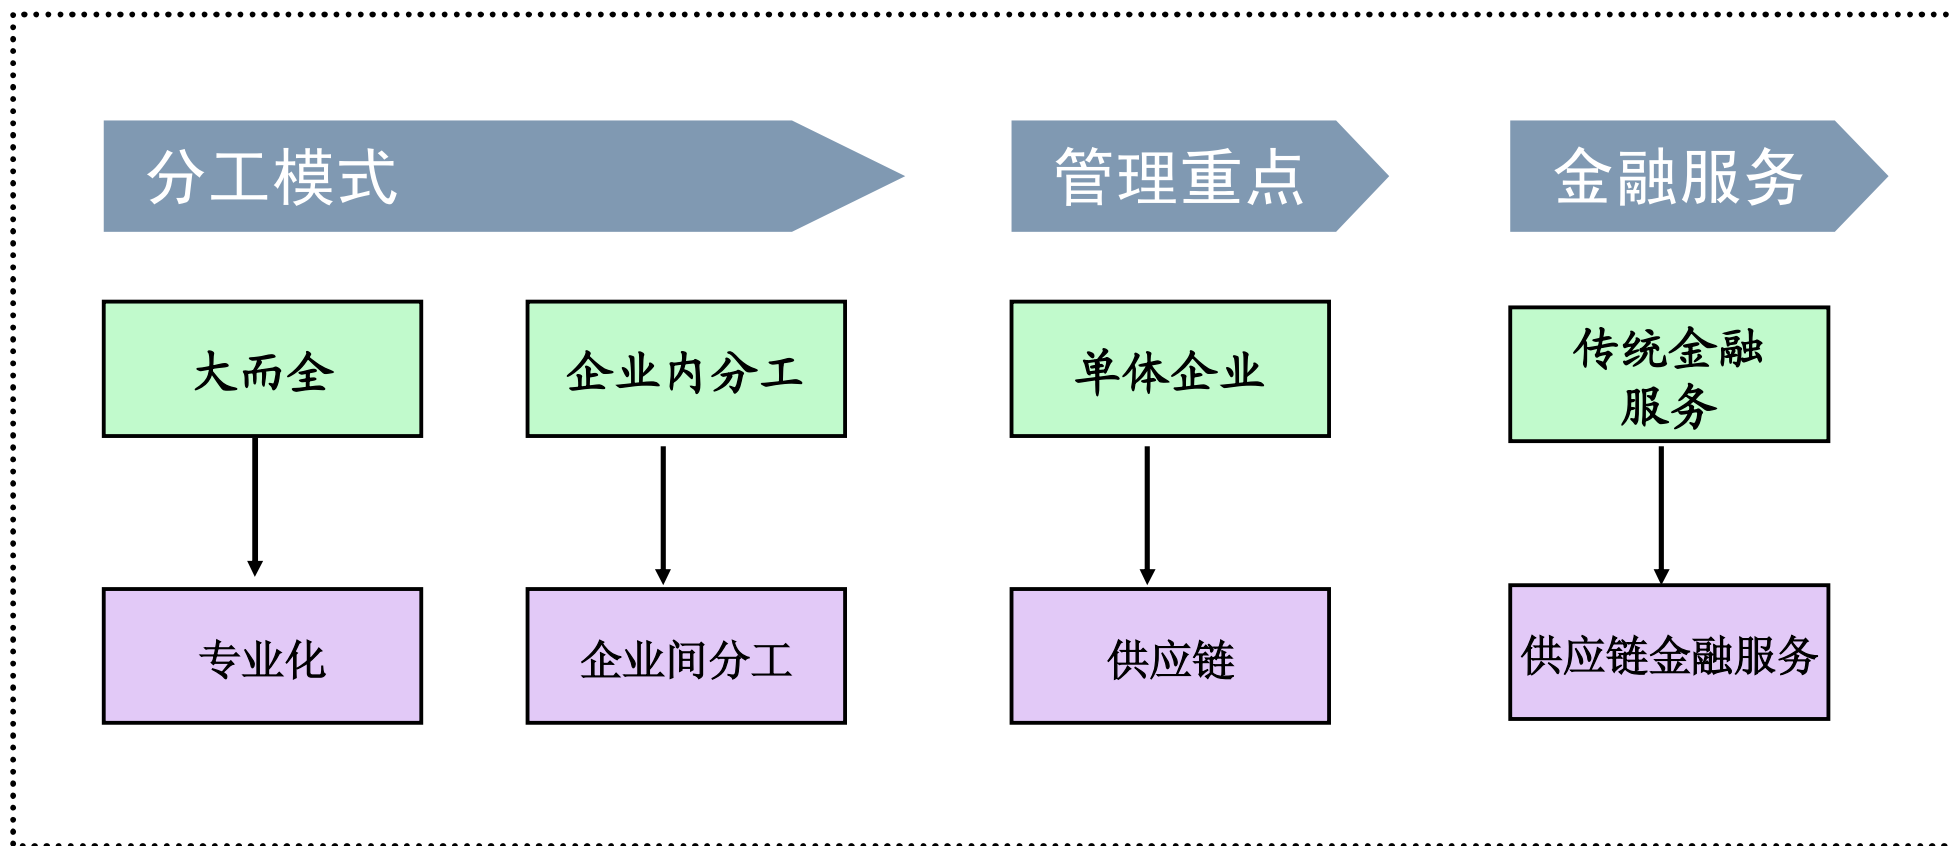 分工模式
管理重点
金融服务
大而全
企业内分工
单体企业
传统金融
服务
专业化
企业间分工
供应链
供应链金融服务